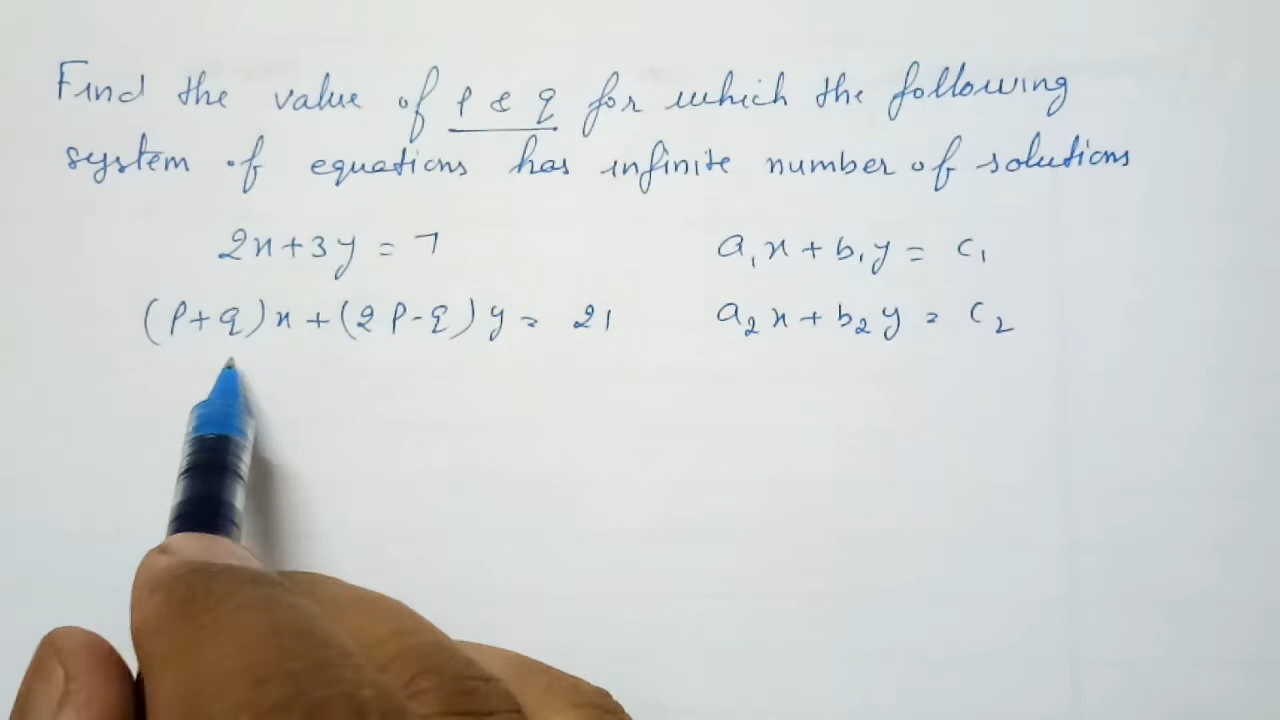 Find the value of p & q for which the following
system of equations has infinite number of solutions
2x+3y = 7
a₁x + b₁y = c₁
(p+q)x + (2p-q)y = 21
a₂x + b₂y = c₂